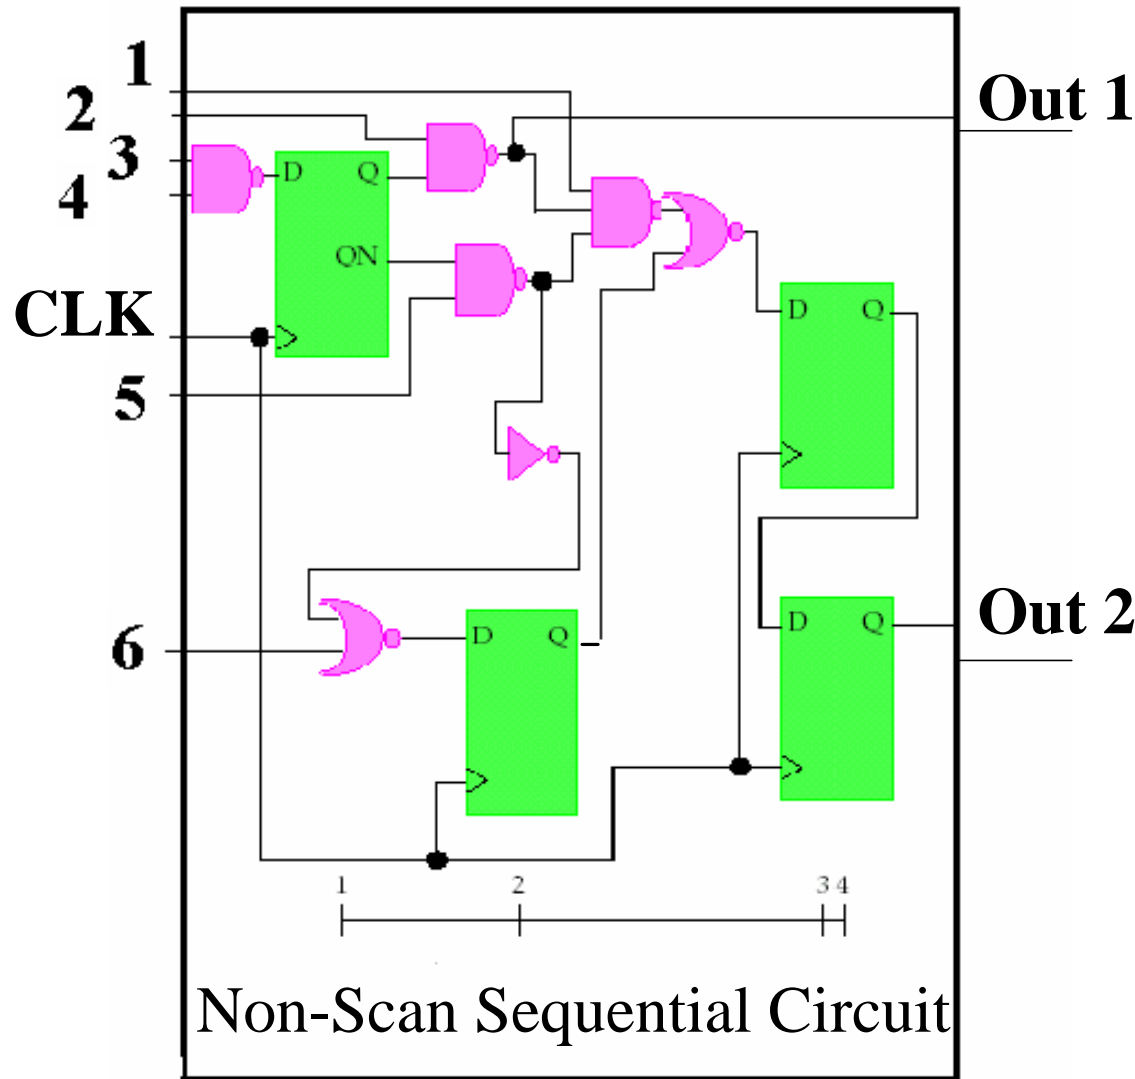 1
2
Out 1
3
D Q
4
QN
CLK
D Q
5
Out 2
D Q
D Q
6
1 2 3 4
Non-Scan Sequential Circuit